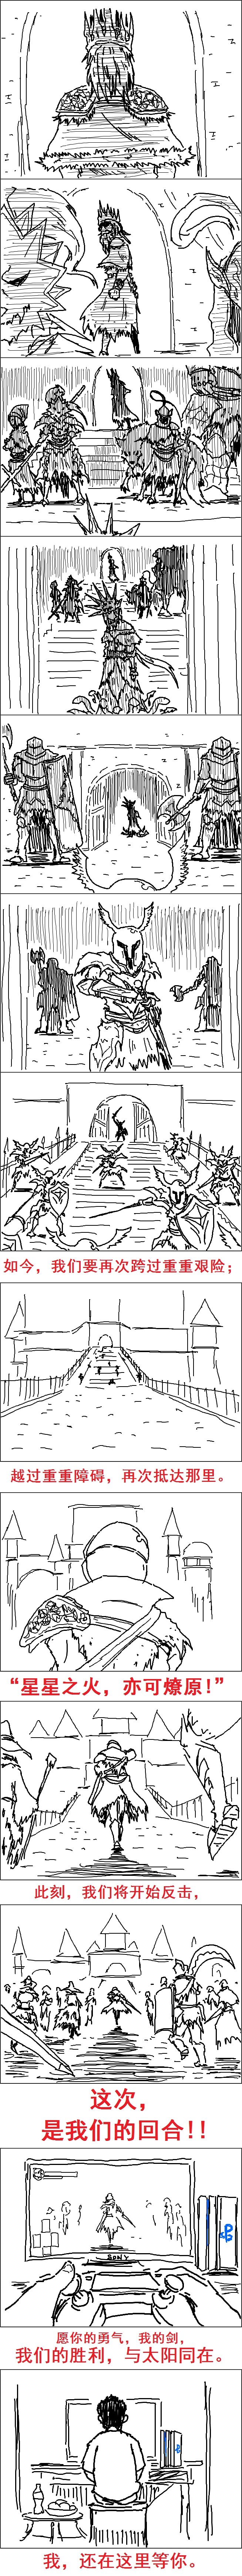 如今，我们要再次跨过重重艰险；
越过重重障碍，再次抵达那里。
“星星之火，亦可燎原！”
此刻，我们将开始反击，
这次，
是我们的回合！！
SONY
愿你的勇气，我的剑，
我们的胜利，与太阳同在。
我，还在这里等你。